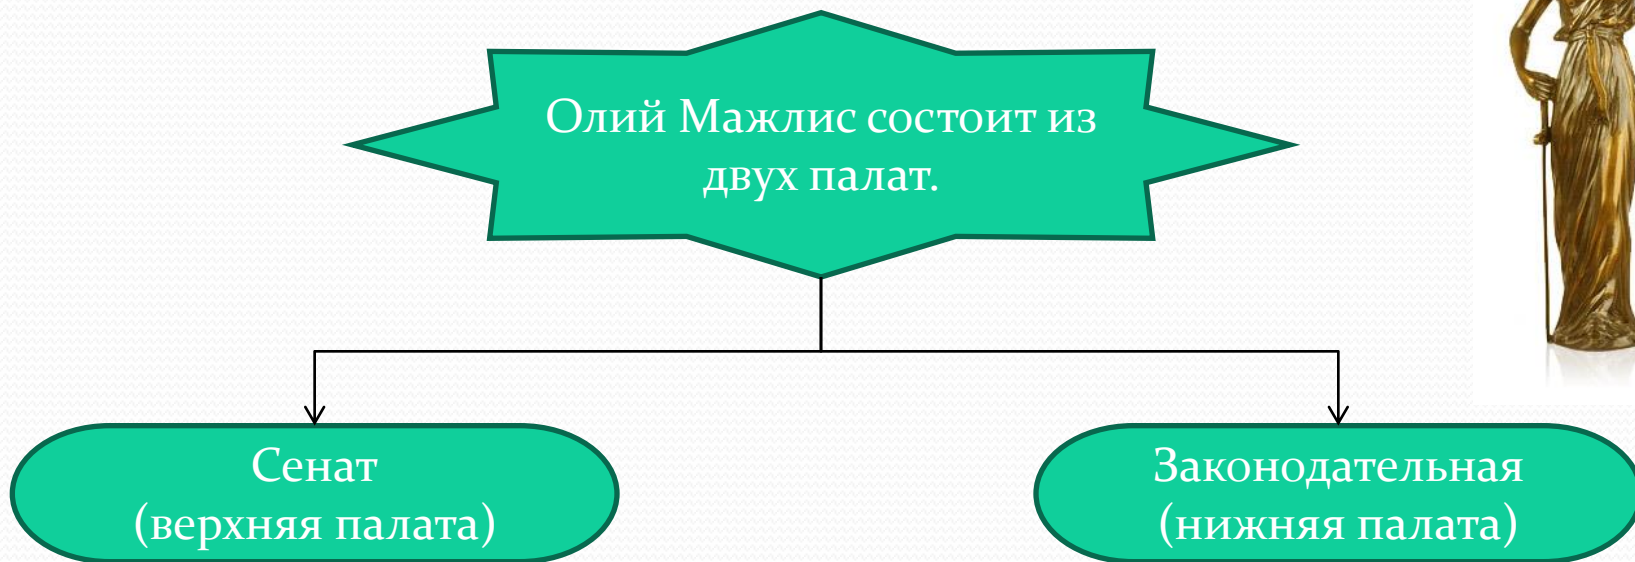 Олий Мажлис состоит из
двух палат.
Сенат
(верхняя палата)
Законодательная
(нижняя палата)